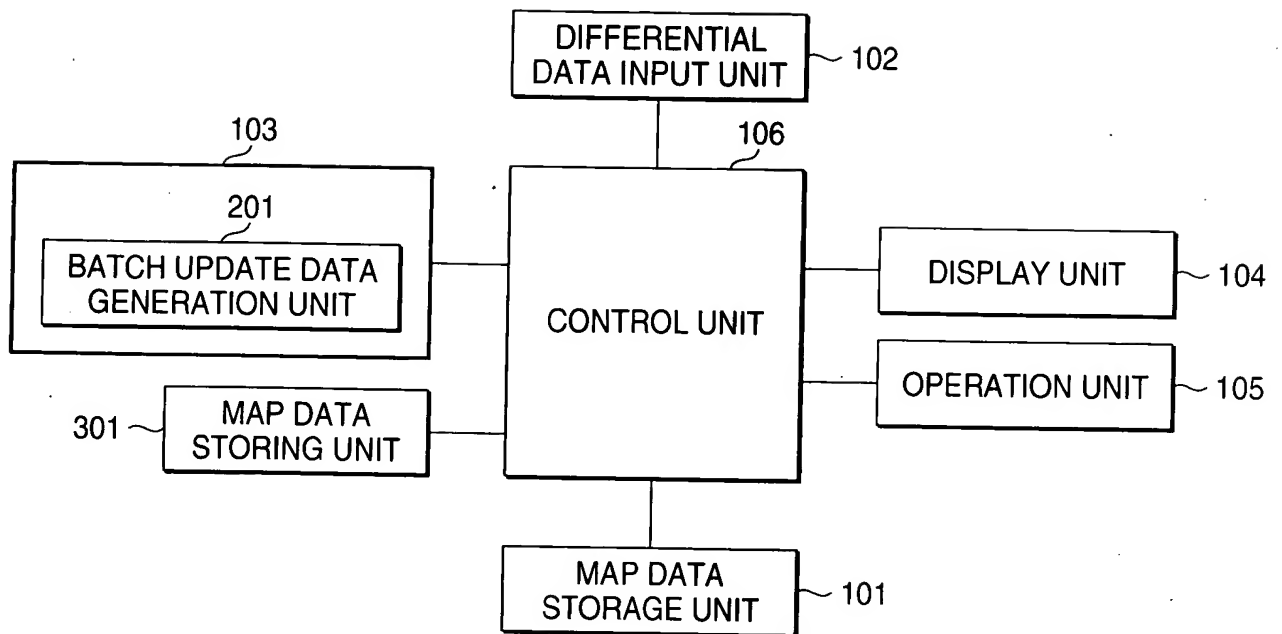 DIFFERENTIAL
DATA INPUT UNIT
102
103
106
201
BATCH UPDATE DATA
GENERATION UNIT
CONTROL UNIT
DISPLAY UNIT
104
OPERATION UNIT
105
301
MAP DATA
STORING UNIT
MAP DATA
STORAGE UNIT
101